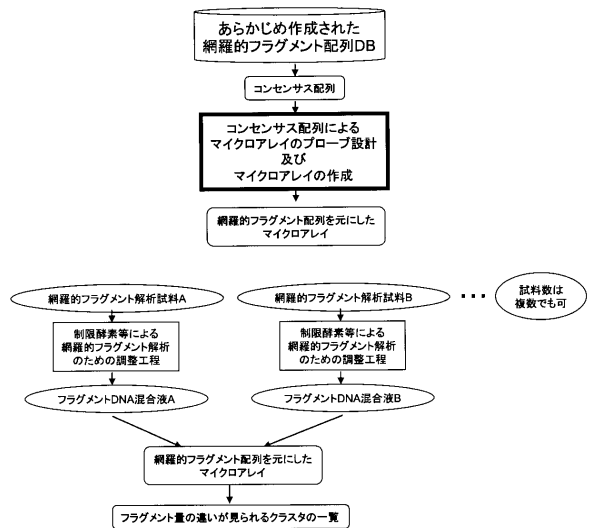 あらかじめ作成された
網羅的フラグメント配列DB
コンセンサス配列
コンセンサス配列による
マイクロアレイのプローブ設計
及び
マイクロアレイの作成
網羅的フラグメント配列を元にした
マイクロアレイ
網羅的フラグメント解析試料A
網羅的フラグメント解析試料B
・・・
試料数は
複数でも可
制限酵素等による
網羅的フラグメント解析
のための調整工程
制限酵素等による
網羅的フラグメント解析
のための調整工程
フラグメントDNA混合液A
フラグメントDNA混合液B
網羅的フラグメント配列を元にした
マイクロアレイ
フラグメント量の違いが見られるクラスタの一覧